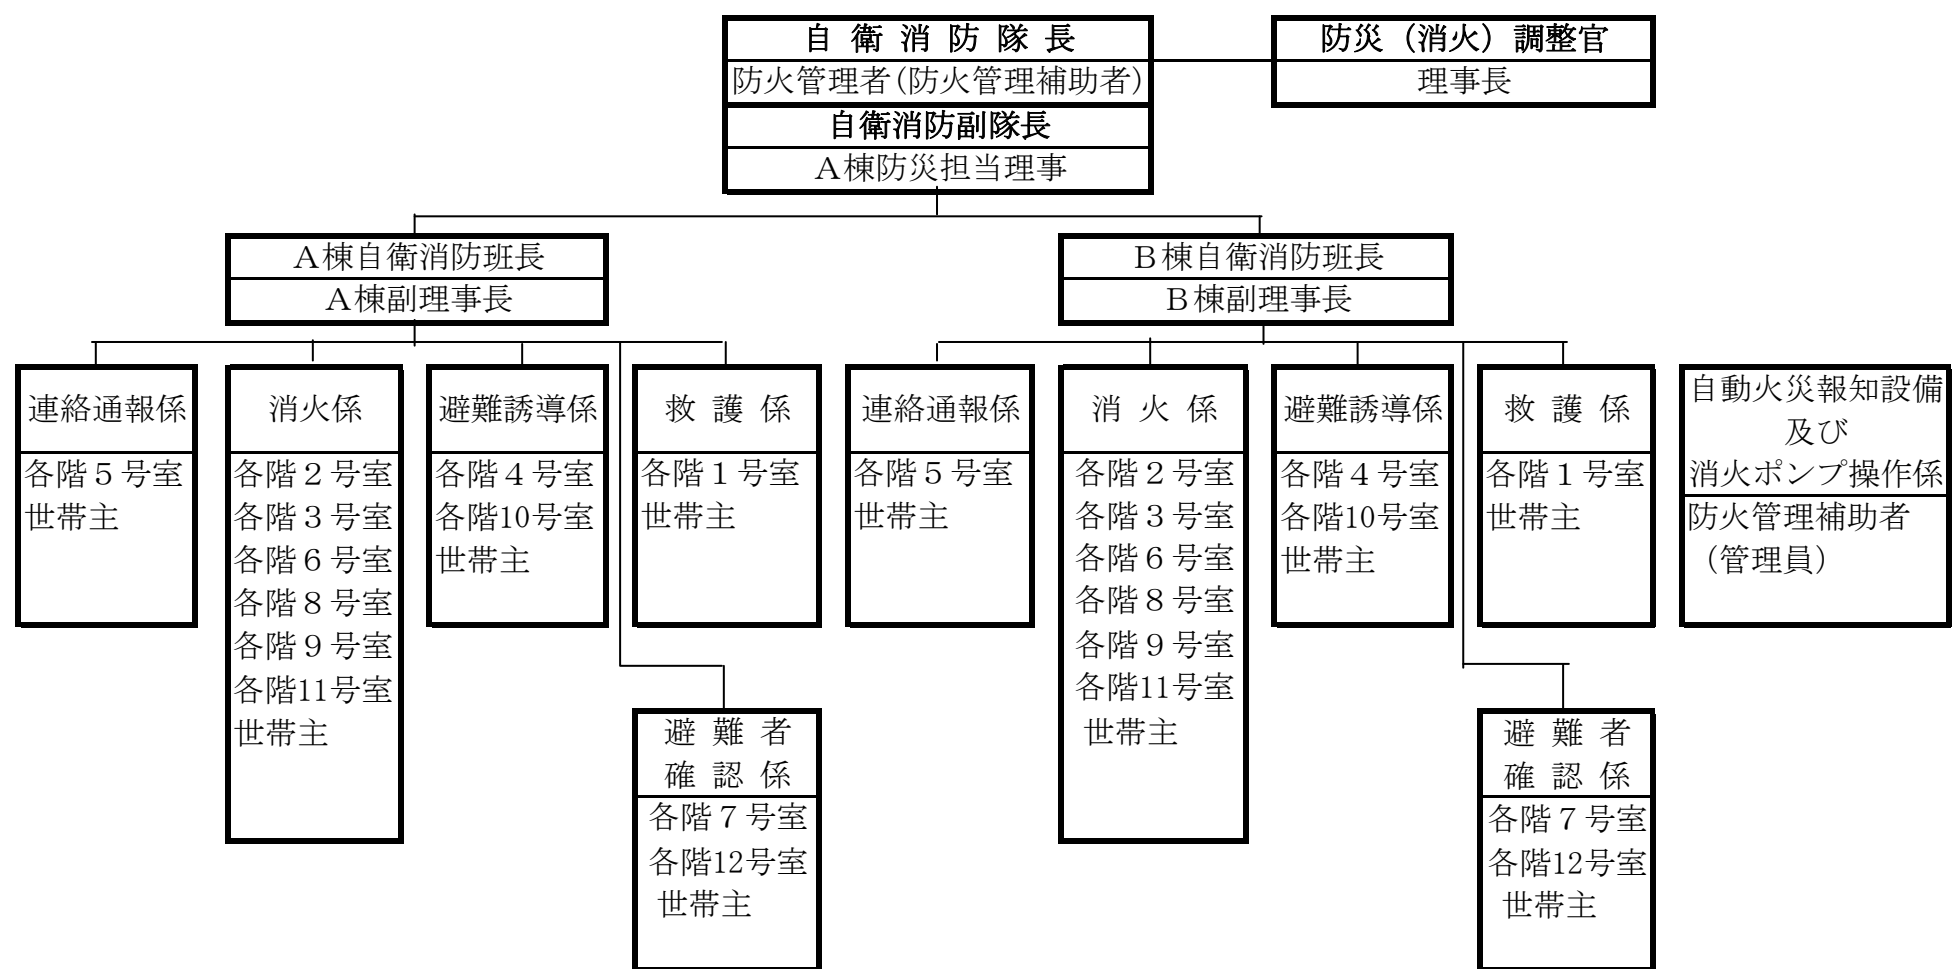 自 衛 消 防 隊 長
防火管理者(防火管理補助者)
自衛消防副隊長
A棟防災担当理事
防災（消火）調整官
理事長
A棟自衛消防班長
A棟副理事長
B棟自衛消防班長
B棟副理事長
連絡通報係
各階５号室
世帯主
消火係
各階２号室
各階３号室
各階６号室
各階８号室
各階９号室
各階11号室
世帯主
避難誘導係
各階４号室
各階10号室
世帯主
救 護 係
各階１号室
世帯主
避 難 者
確 認 係
各階７号室
各階12号室
世帯主
連絡通報係
各階５号室
世帯主
消 火 係
各階２号室
各階３号室
各階６号室
各階８号室
各階９号室
各階11号室
世帯主
避難誘導係
各階４号室
各階10号室
世帯主
救 護 係
各階１号室
世帯主
避 難 者
確 認 係
各階７号室
各階12号室
世帯主
自動火災報知設備
及び
消火ポンプ操作係
防火管理補助者
（管理員）